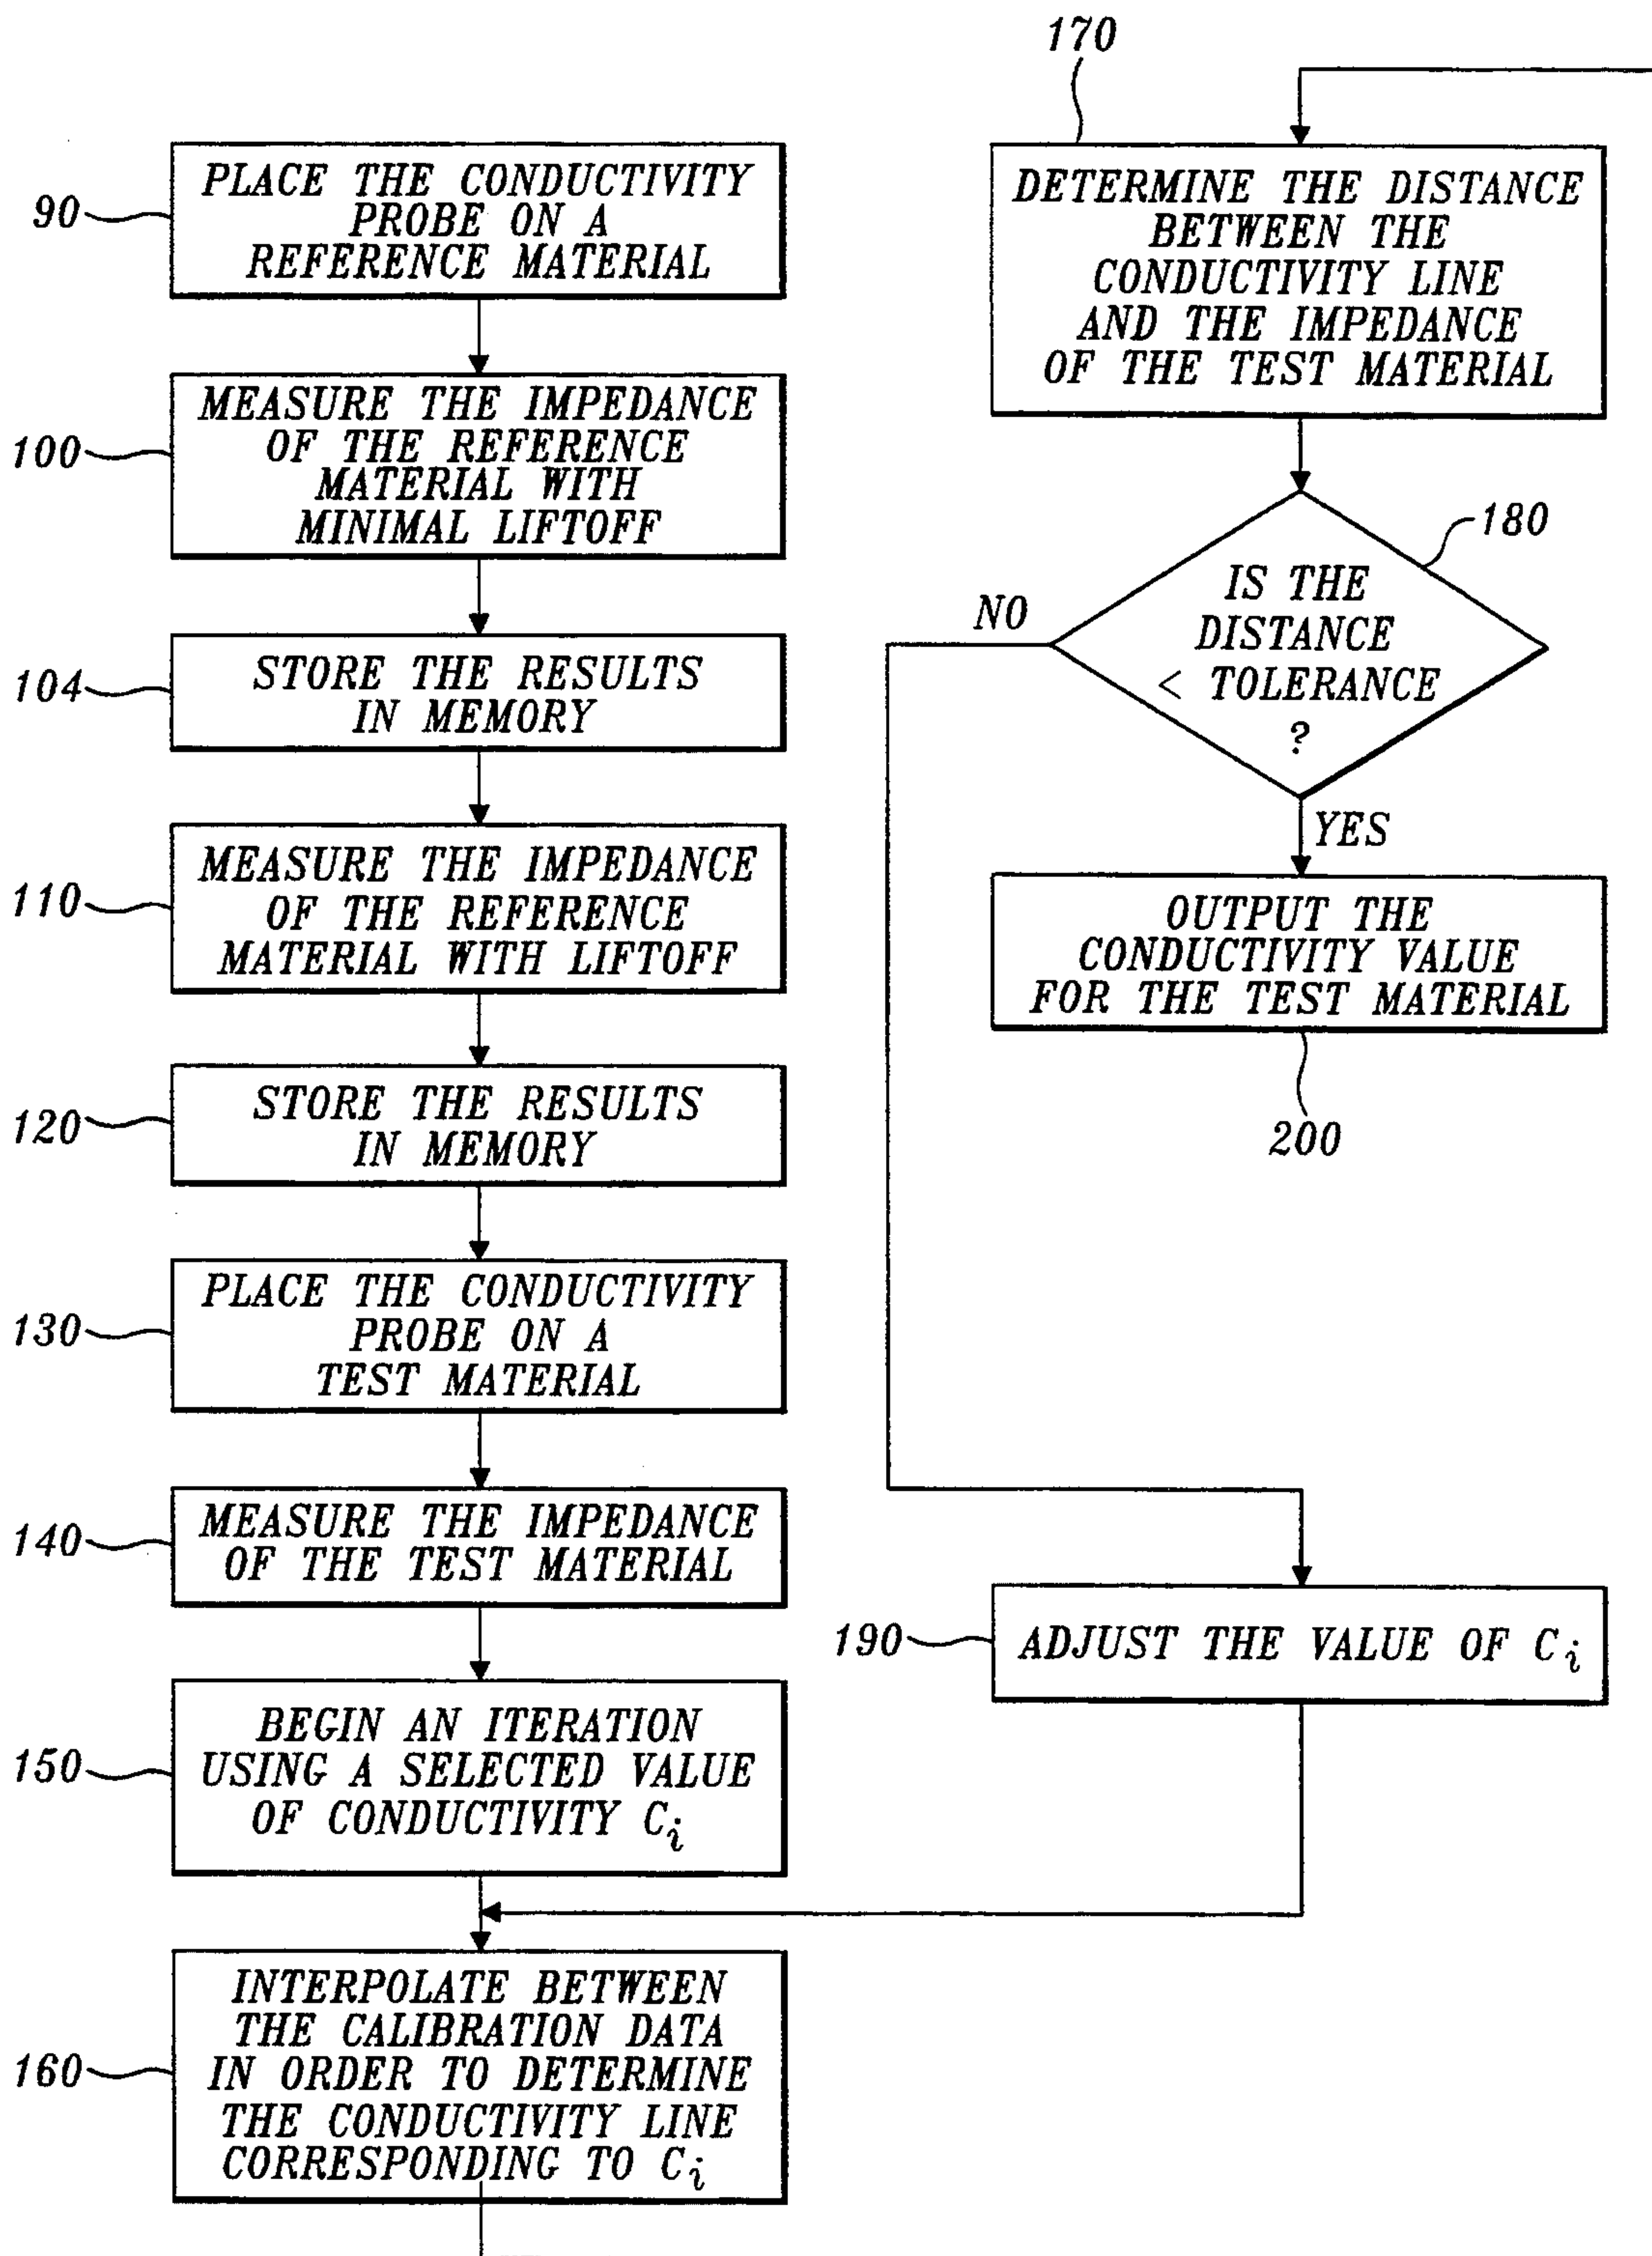 90
PLACE THE CONDUCTIVITY
PROBE ON A
REFERENCE MATERIAL
100
MEASURE THE IMPEDANCE
OF THE REFERENCE
MATERIAL WITH
MINIMAL LIFTOFF
104
STORE THE RESULTS
IN MEMORY
110
MEASURE THE IMPEDANCE
OF THE REFERENCE
MATERIAL WITH LIFTOFF
120
STORE THE RESULTS
IN MEMORY
130
PLACE THE CONDUCTIVITY
PROBE ON A
TEST MATERIAL
140
MEASURE THE IMPEDANCE
OF THE TEST MATERIAL
150
BEGIN AN ITERATION
USING A SELECTED VALUE
OF CONDUCTIVITY Ci
160
INTERPOLATE BETWEEN
THE CALIBRATION DATA
IN ORDER TO DETERMINE
THE CONDUCTIVITY LINE
CORRESPONDING TO Ci
170
DETERMINE THE DISTANCE
BETWEEN THE
CONDUCTIVITY LINE
AND THE IMPEDANCE
OF THE TEST MATERIAL
180
IS THE
DISTANCE
< TOLERANCE
?
NO
YES
OUTPUT THE
CONDUCTIVITY VALUE
FOR THE TEST MATERIAL
200
190
ADJUST THE VALUE OF Ci